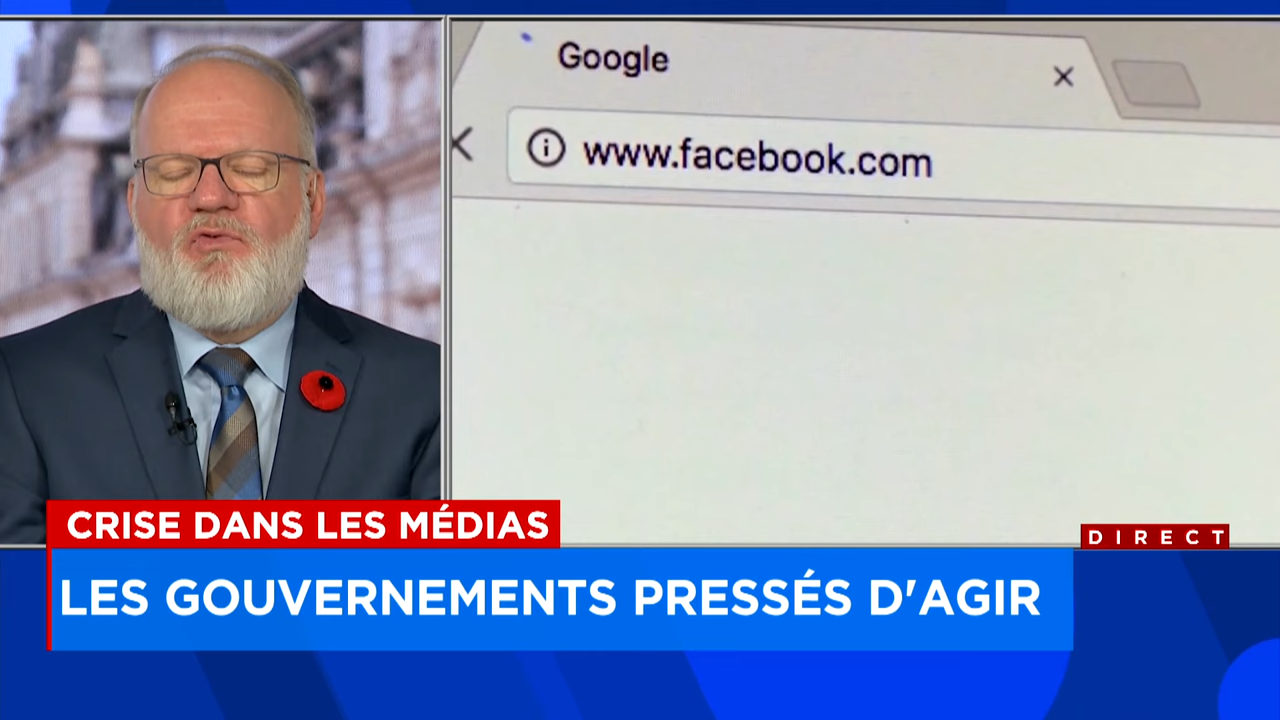 Google
www.facebook.com
CRISE DANS LES MÉDIAS
DIRECT
LES GOUVERNEMENTS PRESSÉS D'AGIR